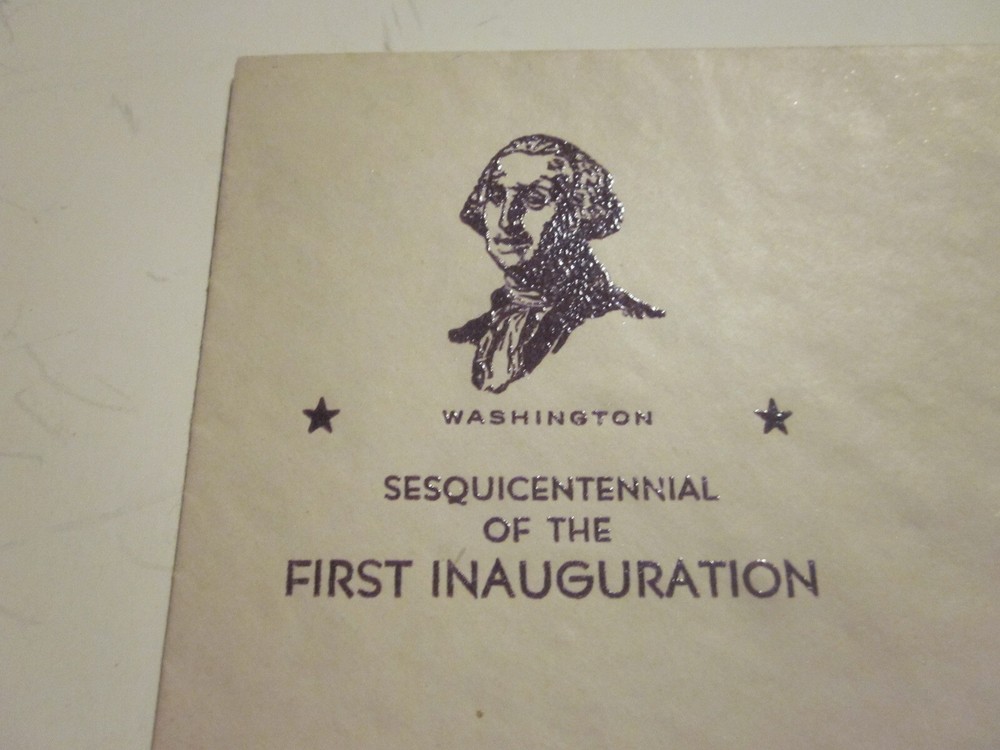 WASHINGTON
SESQUICENTENNIAL
OF THE
FIRST INAUGURATION